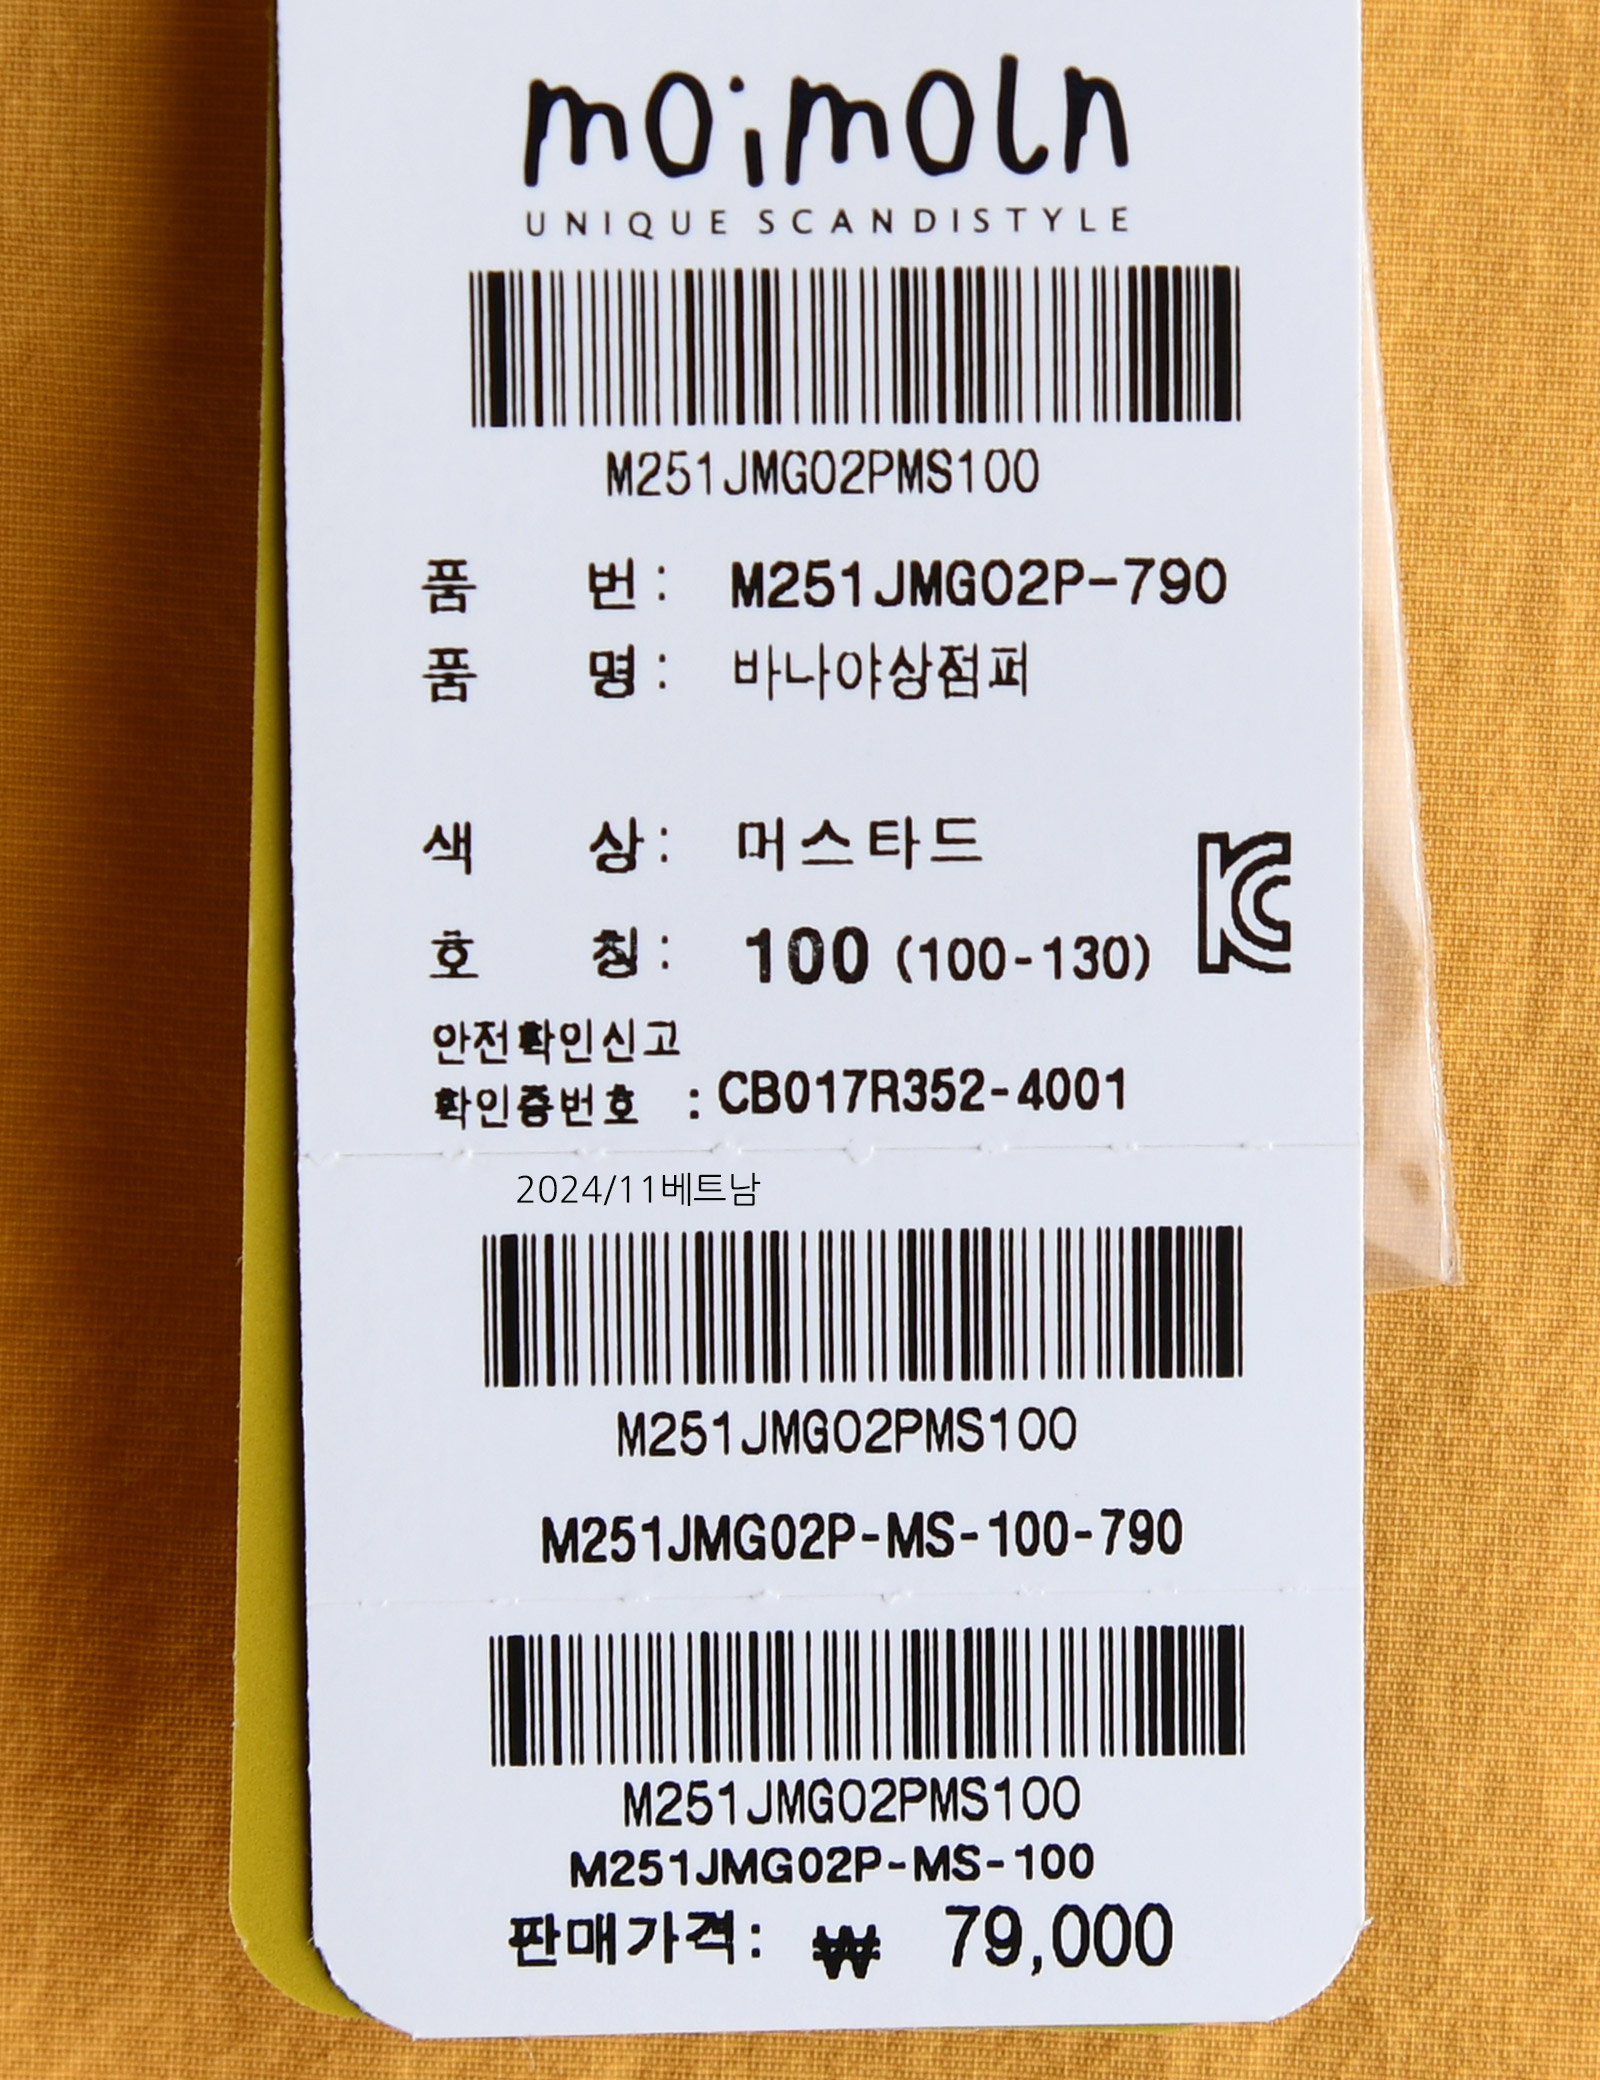 moimoln
UNIQUE SCANDISTYLE
M251JMG02PMS100
품 번 : M251JMG02P-790
품 명 : 바나야상점퍼
색 상 : 머스타드
호 칭 : 100 (100-130)
안전확인신고
확인증번호 : CB017R352-4001
2024/11베트남
M251JMG02PMS100
M251JMG02P-MS-100-790
M251JMG02PMS100
M251JMG02P-MS-100
판매가격: ₩ 79,000